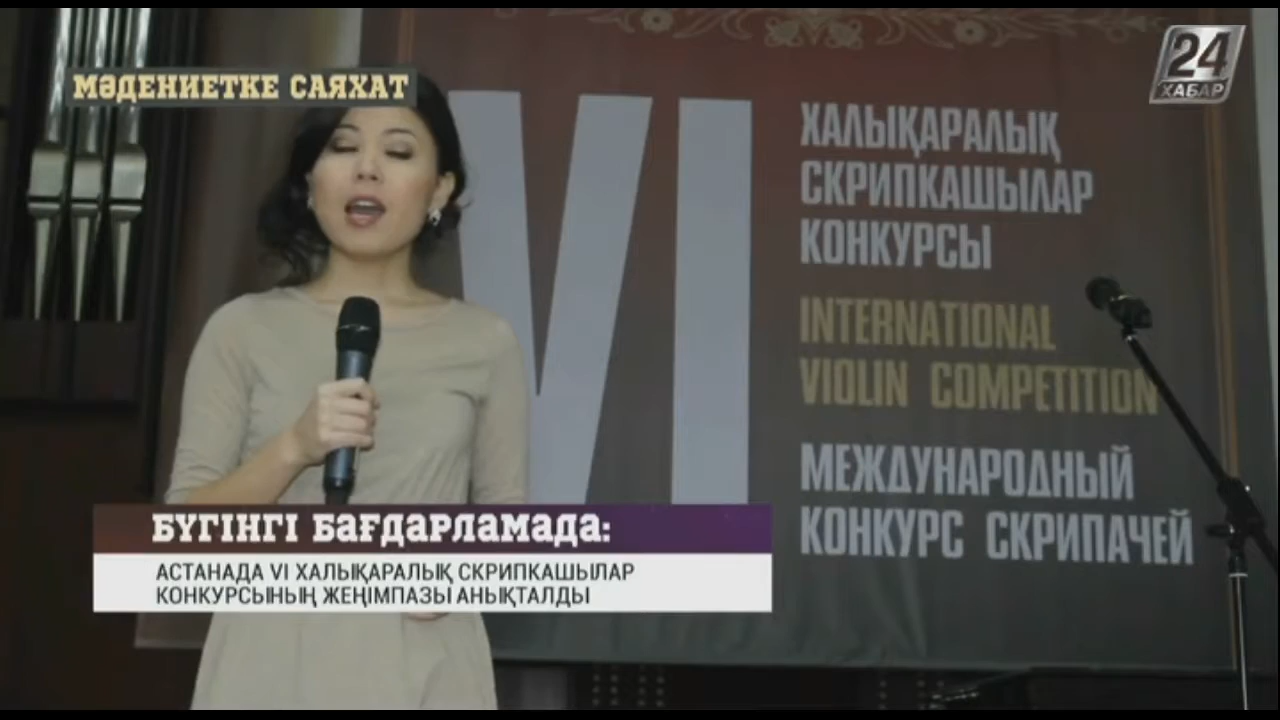 МӘДЕНИЕТКЕ САЯХАТ
24
ХАБАР
VI
ХАЛЫҚАРАЛЫҚ
СКРИПКАШЫЛАР
КОНКУРСЫ
INTERNATIONAL
VIOLIN COMPETITION
МЕЖДУНАРОДНЫЙ
КОНКУРС СКРИПАЧЕЙ
БҮГІНГІ БАҒДАРЛАМАДА:
АСТАНАДА VI ХАЛЫҚАРАЛЫҚ СКРИПКАШЫЛАР
КОНКУРСЫНЫҢ ЖЕҢІМПАЗЫ АНЫҚТАЛДЫ